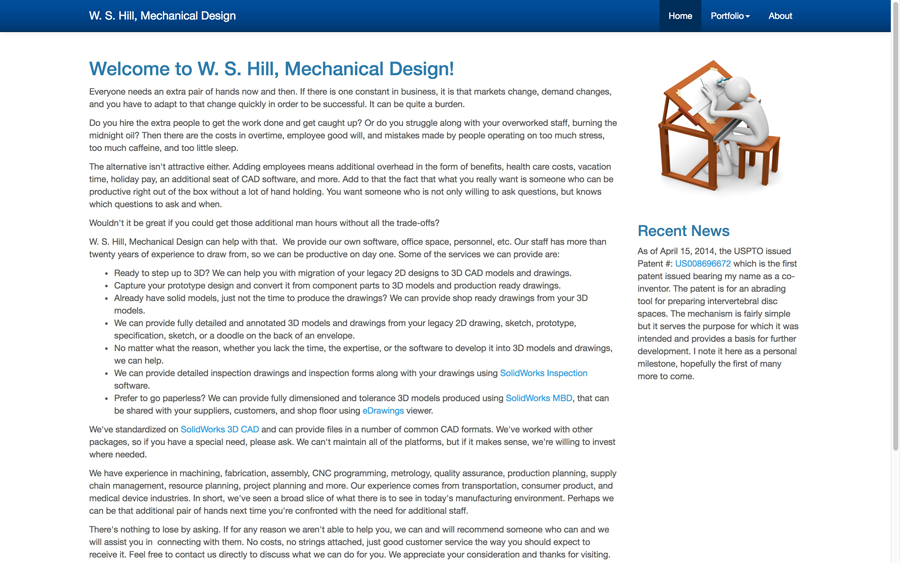 W. S. Hill, Mechanical Design
Home
Portfolio
About
Welcome to W. S. Hill, Mechanical Design!
Everyone needs an extra pair of hands now and then. If there is one constant in business, it is that markets change, demand changes,
and you have to adapt to that change quickly in order to be successful. It can be quite a burden.
Do you hire the extra people to get the work done and get caught up? Or do you struggle along with your overworked staff, burning the
midnight oil? Then there are the costs in overtime, employee good will, and mistakes made by people operating on too much stress,
too much caffeine, and too little sleep.
The alternative isn't attractive either. Adding employees means additional overhead in the form of benefits, health care costs, vacation
time, holiday pay, an additional seat of CAD software, and more. Add to that the fact that what you really want is someone who can be
productive right out of the box without a lot of hand holding. You want someone who is not only willing to ask questions, but knows
which questions to ask and when.
Wouldn't it be great if you could get those additional man hours without all the trade-offs?
W. S. Hill, Mechanical Design can help with that. We provide our own software, office space, personnel, etc. Our staff has more than
twenty years of experience to draw from, so we can be productive on day one. Some of the services we can provide are:
• Ready to step up to 3D? We can help you with migration of your legacy 2D designs to 3D CAD models and drawings.
• Capture your prototype design and convert it from component parts to 3D models and production ready drawings.
• Already have solid models, just not the time to produce the drawings? We can provide shop ready drawings from your 3D
models.
• We can provide fully detailed and annotated 3D models and drawings from your legacy 2D drawing, sketch, prototype,
specification, sketch, or a doodle on the back of an envelope.
• No matter what the reason, whether you lack the time, the expertise, or the software to develop it into 3D models and drawings,
we can help.
• We can provide detailed inspection drawings and inspection forms along with your drawings using SolidWorks Inspection
software.
• Prefer to go paperless? We can provide fully dimensioned and tolerance 3D models produced using SolidWorks MBD, that can
be shared with your suppliers, customers, and shop floor using eDrawings viewer.
We've standardized on SolidWorks 3D CAD and can provide files in a number of common CAD formats. We've worked with other
packages, so if you have a special need, please ask. We can't maintain all of the platforms, but if it makes sense, we're willing to invest
where needed.
We have experience in machining, fabrication, assembly, CNC programming, metrology, quality assurance, production planning, supply
chain management, resource planning, project planning and more. Our experience comes from transportation, consumer product, and
medical device industries. In short, we've seen a broad slice of what there is to see in today's manufacturing environment. Perhaps we
can be that additional pair of hands next time you're confronted with the need for additional staff.
There's nothing to lose by asking. If for any reason we aren't able to help you, we can and will recommend someone who can and we
will assist you in connecting with them. No costs, no strings attached, just good customer service the way you should expect to
receive it. Feel free to contact us directly to discuss what we can do for you. We appreciate your consideration and thanks for visiting.
Recent News
As of April 15, 2014, the USPTO issued
Patent #: US008696672 which is the first
patent issued bearing my name as a co-
inventor. The patent is for an abrading
tool for preparing intervertebral disc
spaces. The mechanism is fairly simple
but it serves the purpose for which it was
intended and provides a basis for further
development. I note it here as a personal
milestone, hopefully the first of many
more to come.